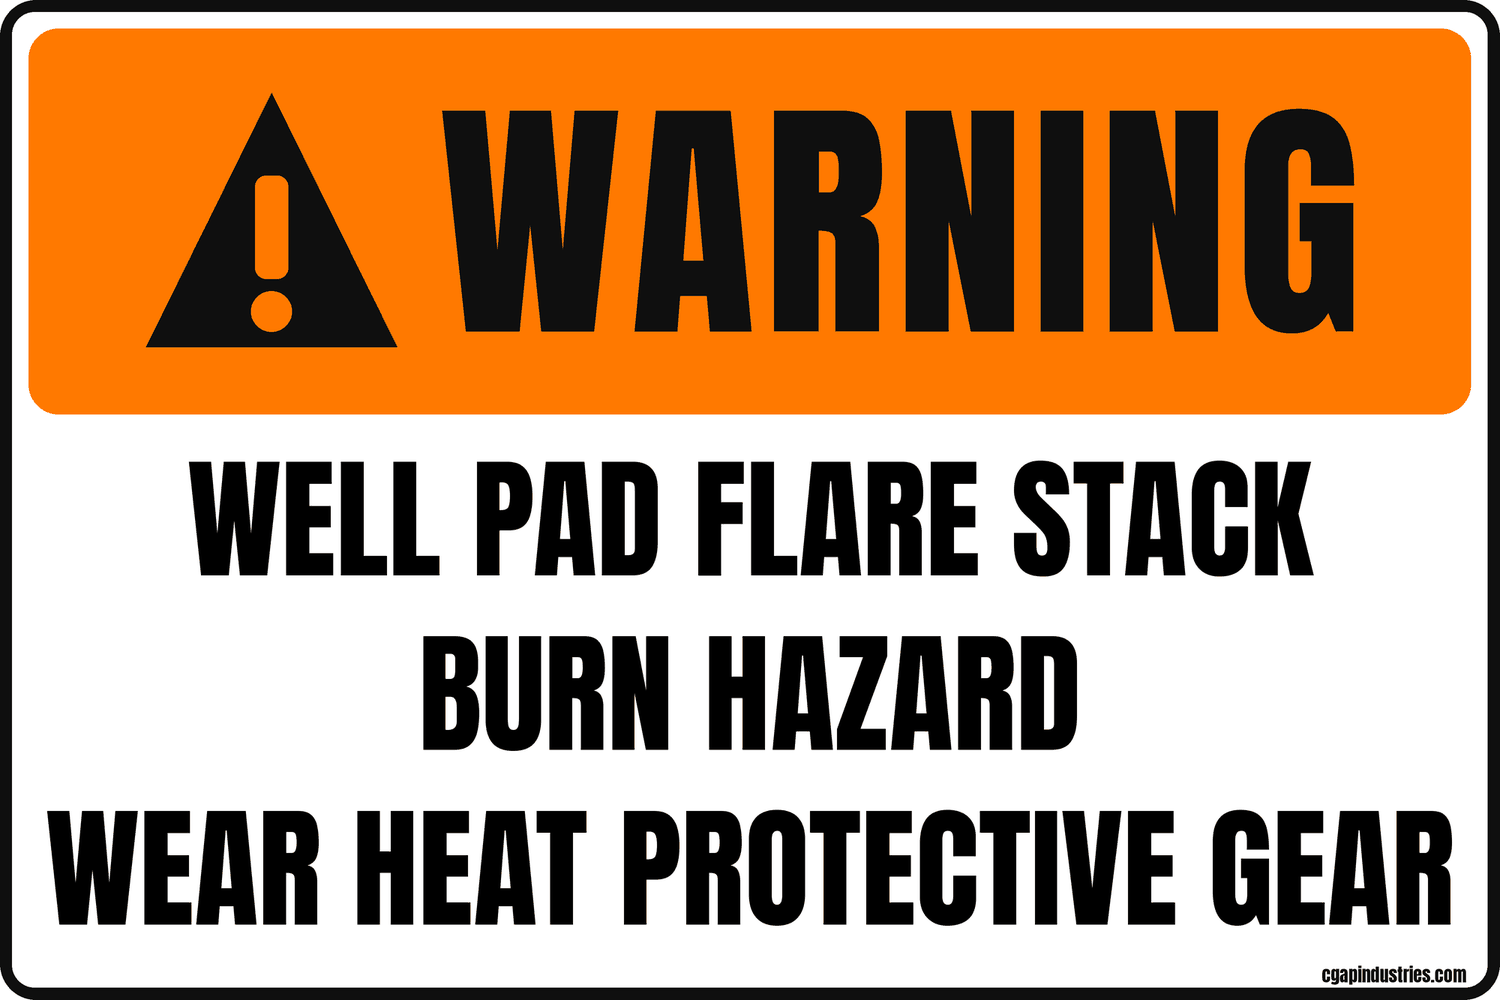 WARNING
WELL PAD FLARE STACK
BURN HAZARD
WEAR HEAT PROTECTIVE GEAR
cgapindustries.com